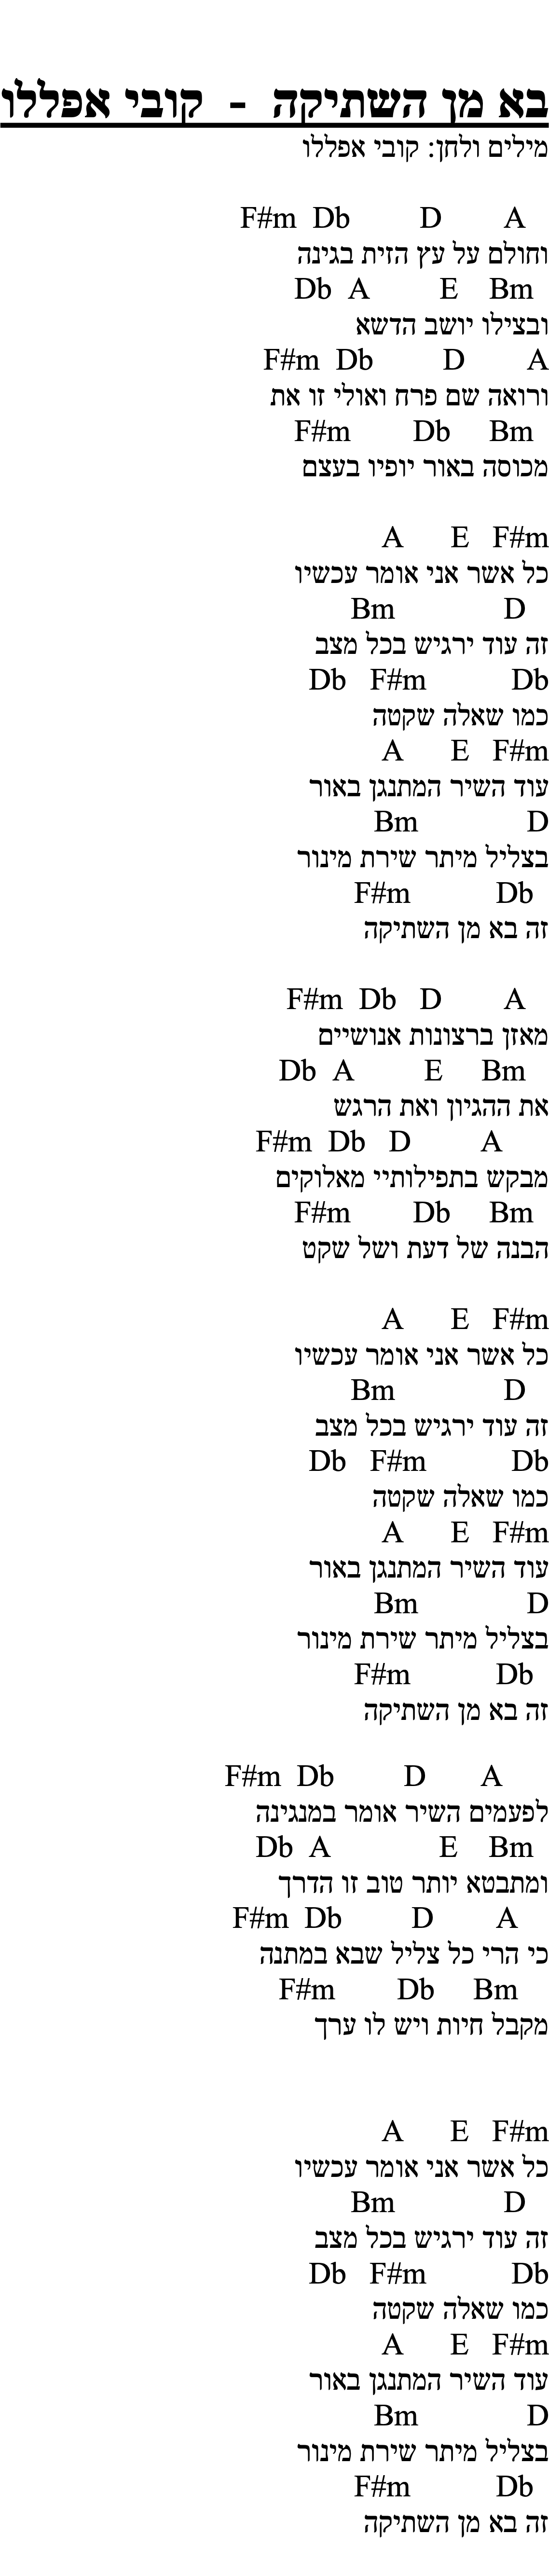 בא מן השתיקה - קובי אפללו
מילים ולחן: קובי אפללו
F#m Db D A
וחולם על עץ הזית בגינה
Db A E Bm
ובצילו יושב הדשא
F#m Db D A
ורואה שם פרח ואולי זו את
F#m Db Bm
מכוסה באור יופיו בעצם
A E F#m
כל אשר אני אומר עכשיו
Bm D
זה עוד ירגיש בכל מצב
Db F#m Db
כמו שאלה שקטה
A E F#m
עוד השיר המתנגן באור
Bm D
בצליל מיתר שירת מינור
F#m Db
זה בא מן השתיקה
F#m Db D A
מאזן ברצונות אנושיים
Db A E Bm
את ההגיון ואת הרגש
F#m Db D A
מבקש בתפילותיי מאלוקים
F#m Db Bm
הבנה של דעת ושל שקט
A E F#m
כל אשר אני אומר עכשיו
Bm D
זה עוד ירגיש בכל מצב
Db F#m Db
כמו שאלה שקטה
A E F#m
עוד השיר המתנגן באור
Bm D
בצליל מיתר שירת מינור
F#m Db
זה בא מן השתיקה
F#m Db D A
לפעמים השיר אומר במנגינה
Db A E Bm
ומתבטא יותר טוב זו הדרך
F#m Db D A
כי הרי כל צליל שבא במתנה
F#m Db Bm
מקבל חיות ויש לו ערך
A E F#m
כל אשר אני אומר עכשיו
Bm D
זה עוד ירגיש בכל מצב
Db F#m Db
כמו שאלה שקטה
A E F#m
עוד השיר המתנגן באור
Bm D
בצליל מיתר שירת מינור
F#m Db
זה בא מן השתיקה